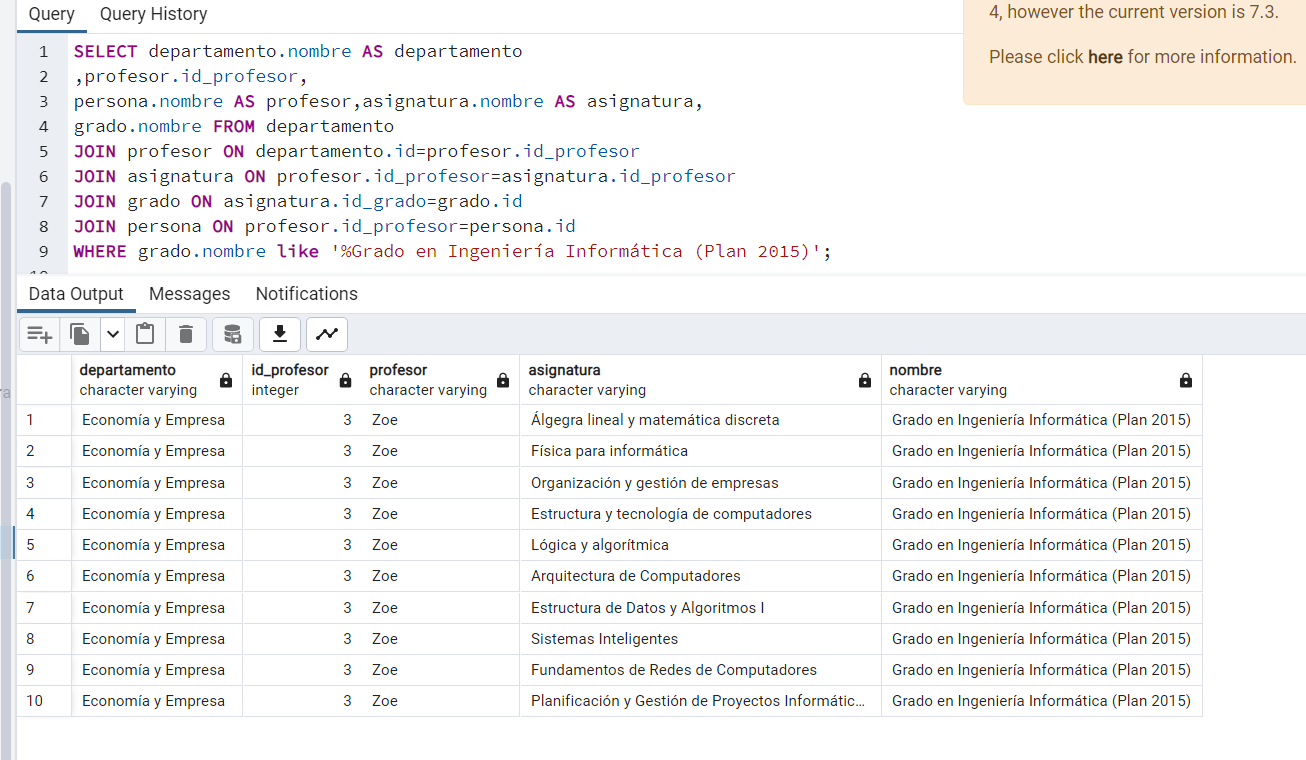 Query Query History
4, however the current version is 7.3.
Please click here for more information.
1 SELECT departamento.nombre AS departamento
2 ,profesor.id_profesor,
3 persona.nombre AS profesor,asignatura.nombre AS asignatura,
4 grado.nombre FROM departamento
5 JOIN profesor ON departamento.id=profesor.id_profesor
6 JOIN asignatura ON profesor.id_profesor=asignatura.id_profesor
7 JOIN grado ON asignatura.id_grado=grado.id
8 JOIN persona ON profesor.id_profesor=persona.id
9 WHERE grado.nombre like '%Grado en Ingeniería Informática (Plan 2015)';
Data Output Messages Notifications
departamento id_profesor profesor asignatura nombre
character varying integer character varying character varying character varying
1 Economía y Empresa 3 Zoe Álgegra lineal y matemática discreta Grado en Ingeniería Informática (Plan 2015)
2 Economía y Empresa 3 Zoe Física para informática Grado en Ingeniería Informática (Plan 2015)
3 Economía y Empresa 3 Zoe Organización y gestión de empresas Grado en Ingeniería Informática (Plan 2015)
4 Economía y Empresa 3 Zoe Estructura y tecnología de computadores Grado en Ingeniería Informática (Plan 2015)
5 Economía y Empresa 3 Zoe Lógica y algorítmica Grado en Ingeniería Informática (Plan 2015)
6 Economía y Empresa 3 Zoe Arquitectura de Computadores Grado en Ingeniería Informática (Plan 2015)
7 Economía y Empresa 3 Zoe Estructura de Datos y Algoritmos I Grado en Ingeniería Informática (Plan 2015)
8 Economía y Empresa 3 Zoe Sistemas Inteligentes Grado en Ingeniería Informática (Plan 2015)
9 Economía y Empresa 3 Zoe Fundamentos de Redes de Computadores Grado en Ingeniería Informática (Plan 2015)
10 Economía y Empresa 3 Zoe Planificación y Gestión de Proyectos Informátic... Grado en Ingeniería Informática (Plan 2015)